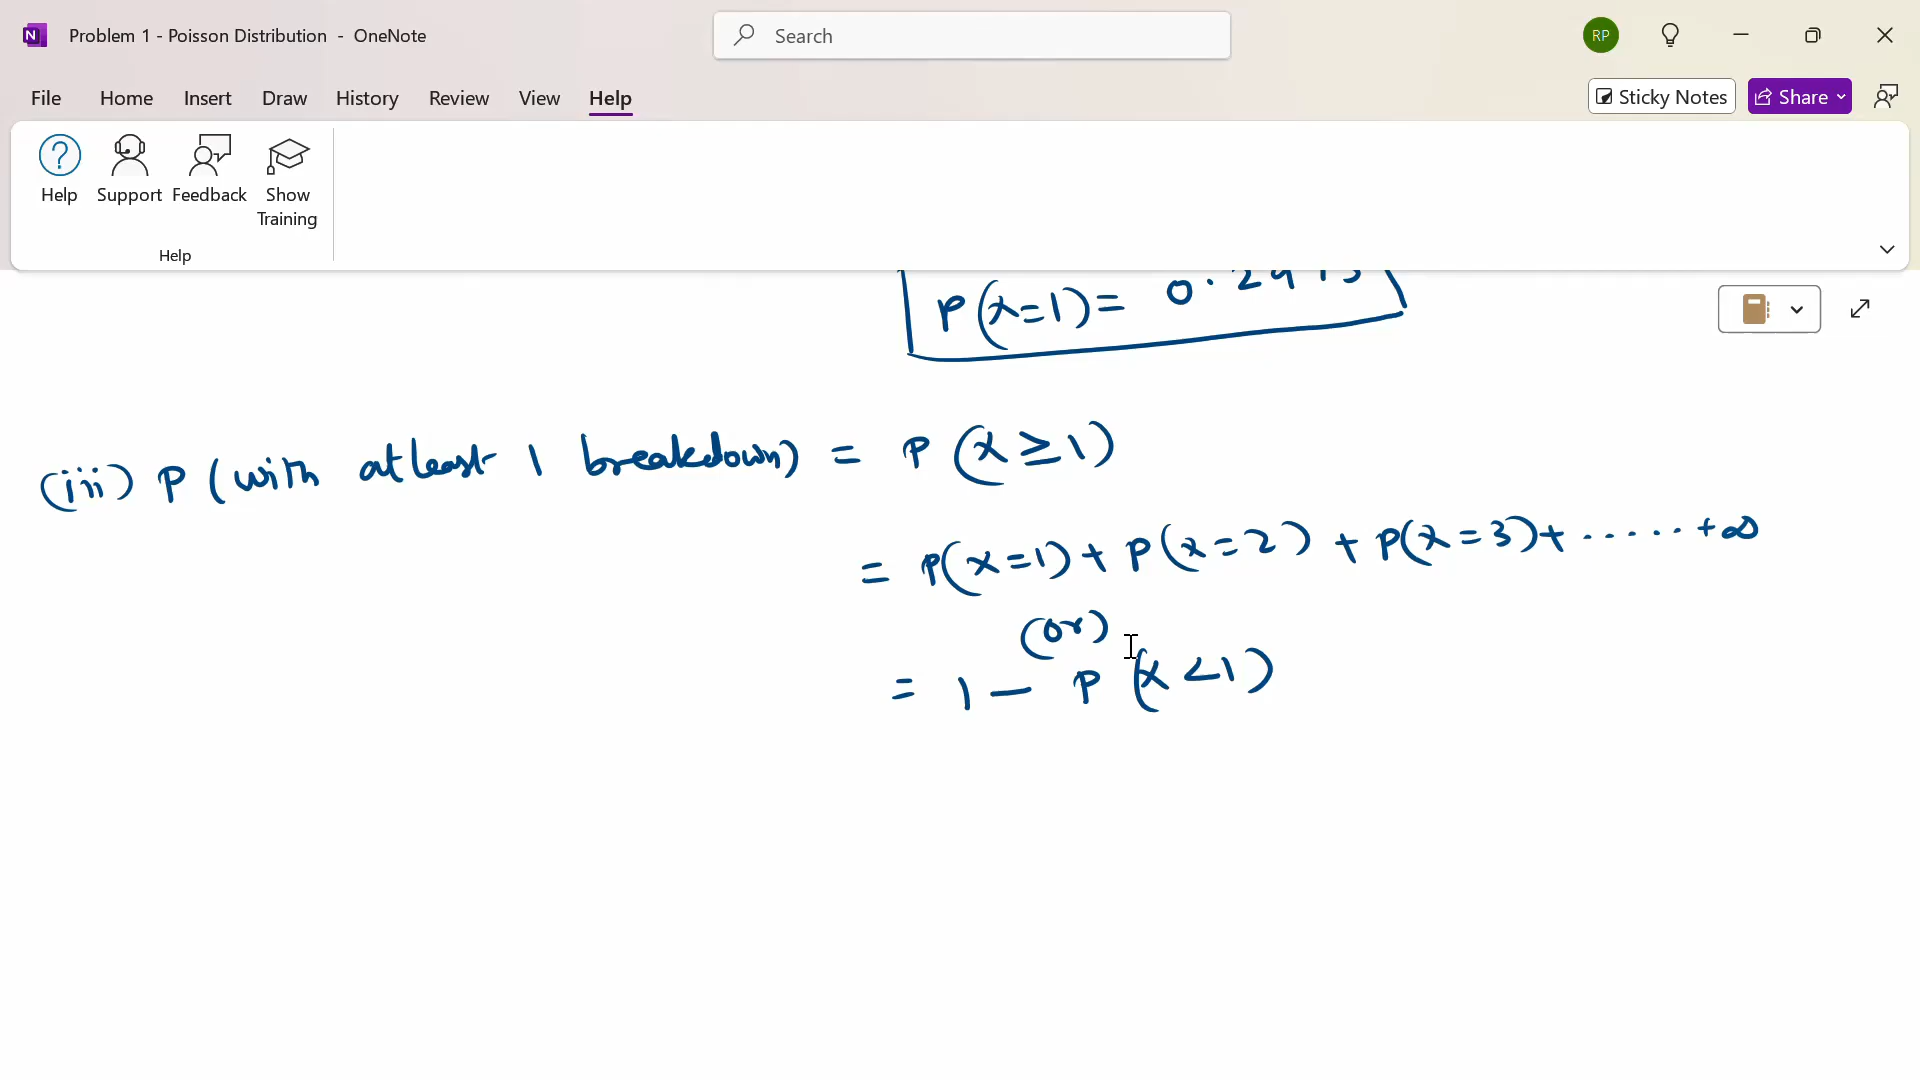 Problem 1 - Poisson Distribution - OneNote
Search
RP
File Home Insert Draw History Review View Help
Sticky Notes Share
Help Support Feedback Show Training
Help
P(x=1)=
(iii) P (with atleast 1 breakdown) = P (x ≥ 1)
= P(x=1) + P(x=2) + P(x=3) + ...... + ∞
(or)
= 1 - P (x < 1)